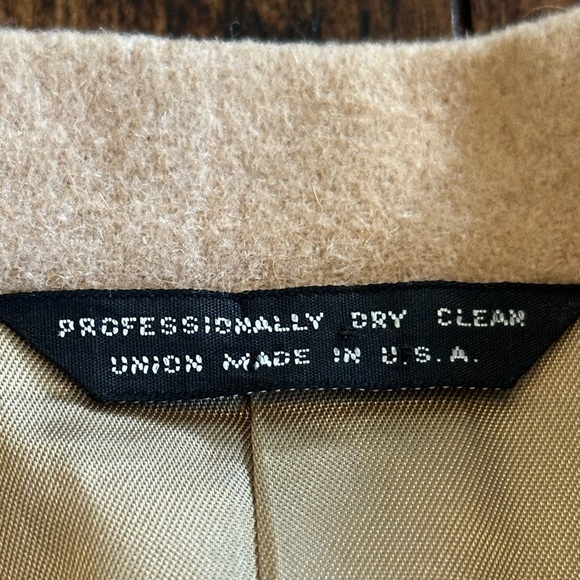 PROFESSIONALLY DRY CLEAN
UNION MADE IN U.S.A.